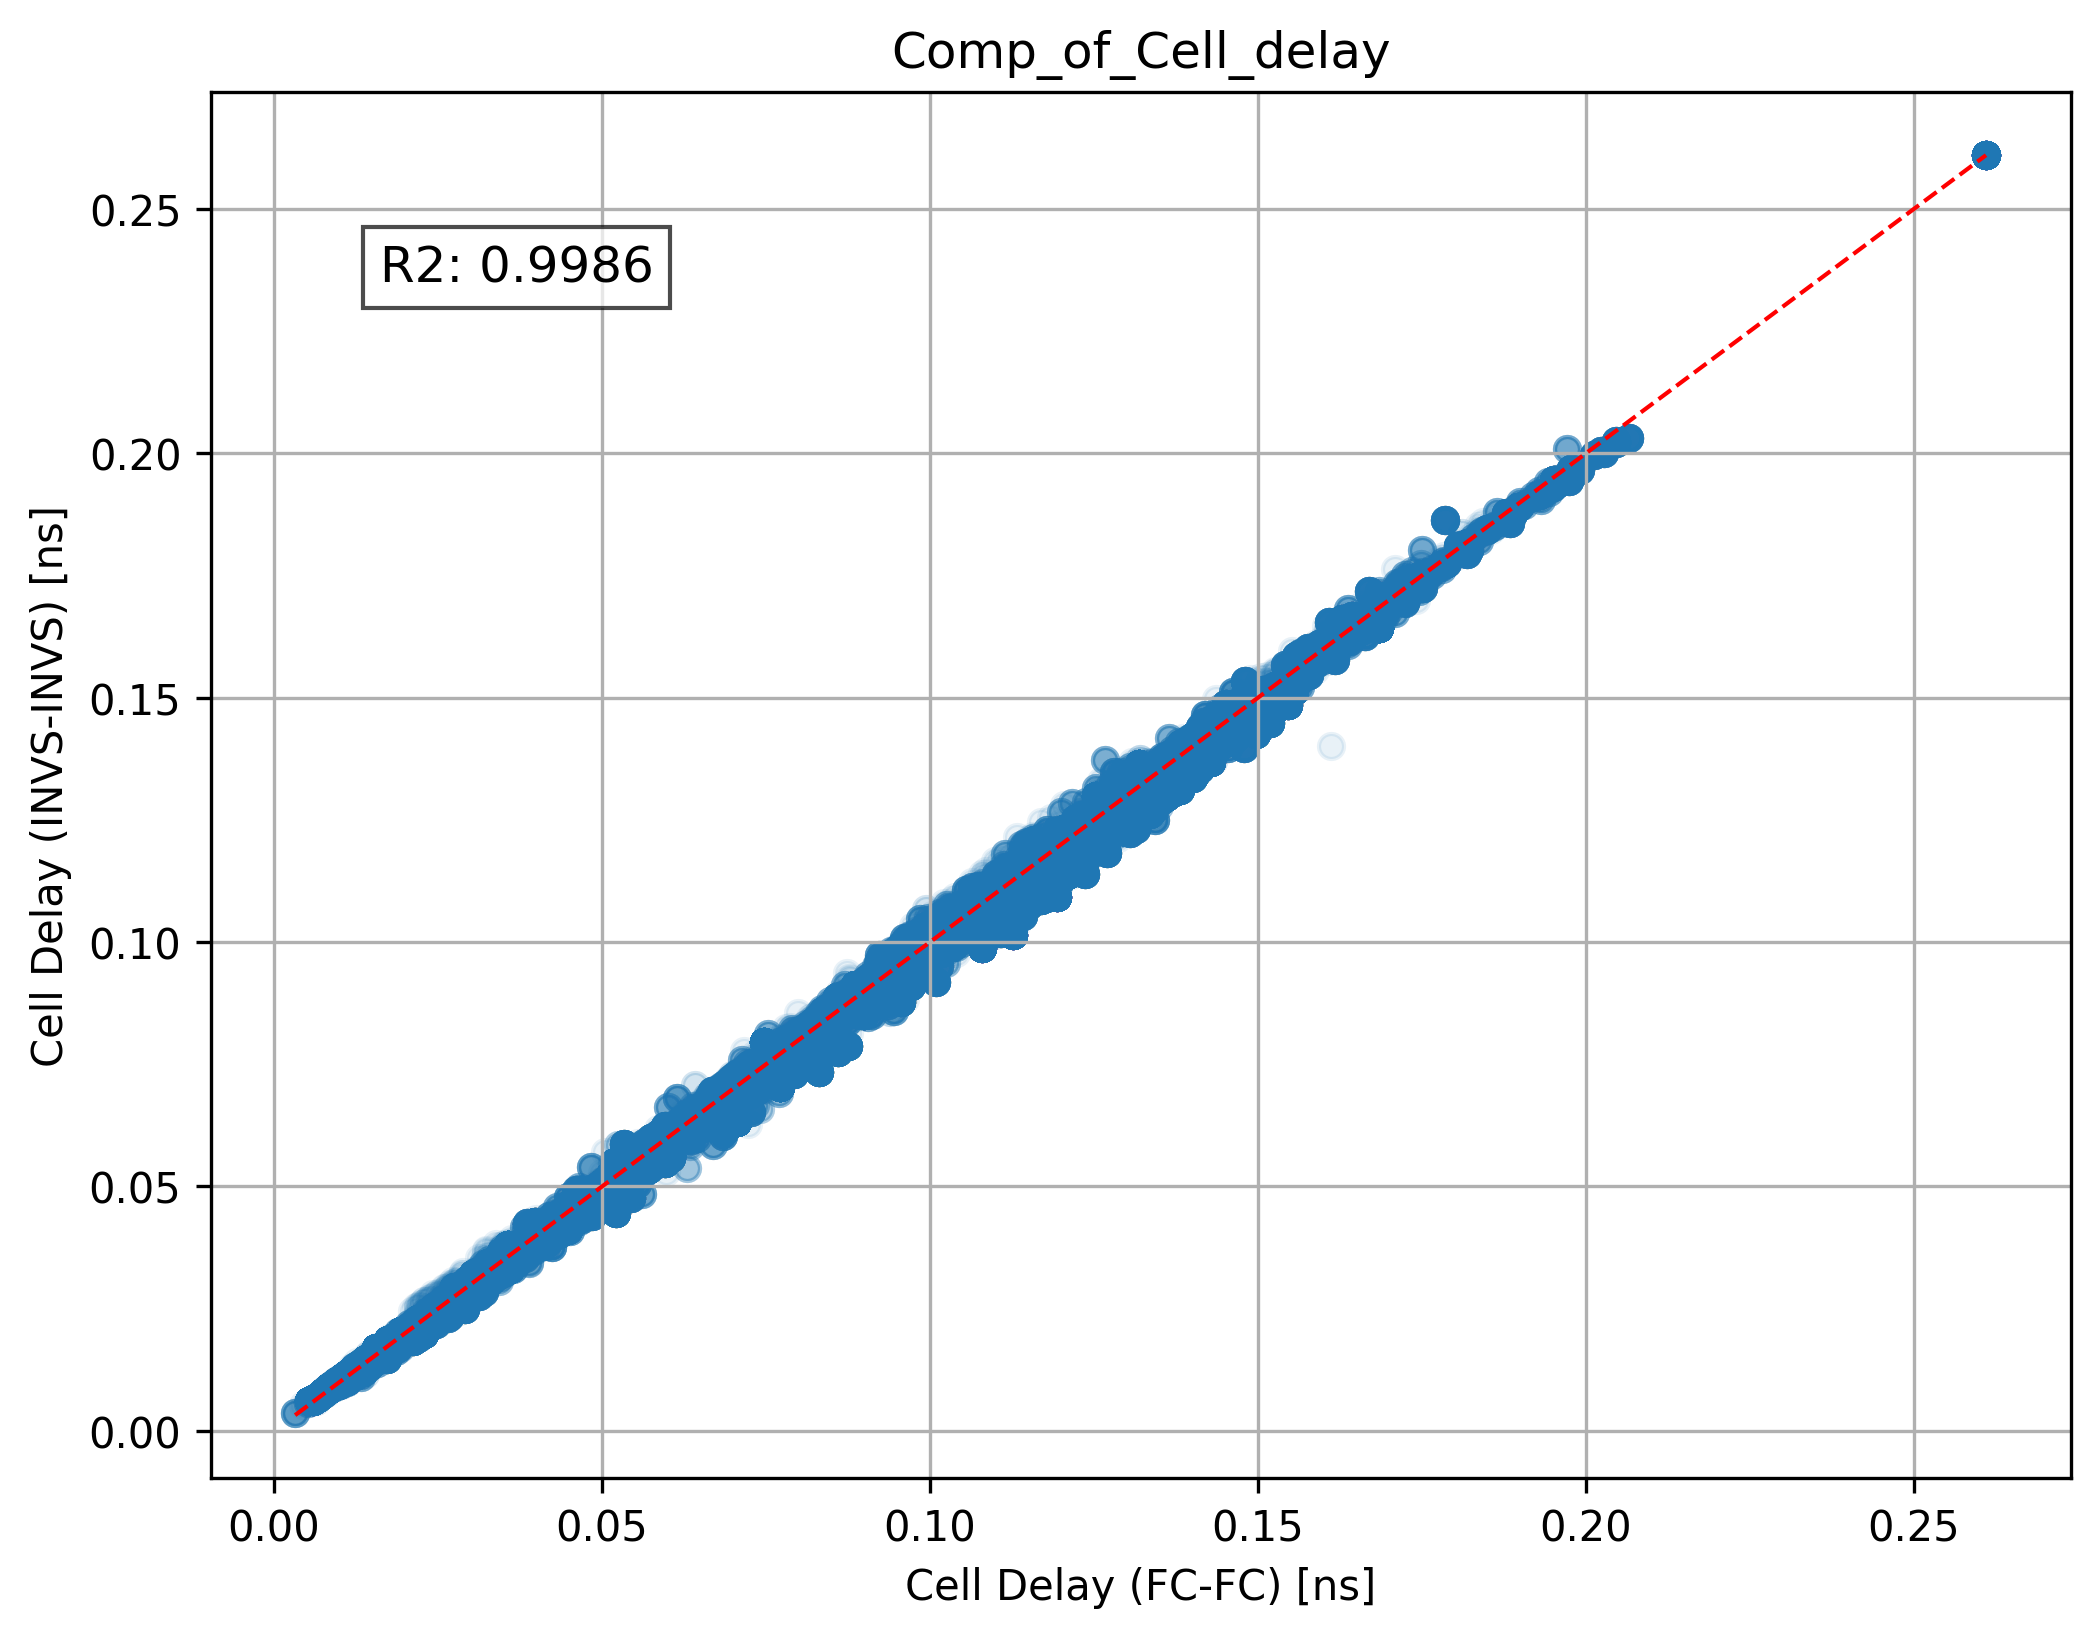 Comp_of_Cell_delay
R2: 0.9986
Cell Delay (INVS-INVS) [ns]
0.25
0.20
0.15
0.10
0.05
0.00
0.00 0.05 0.10 0.15 0.20 0.25
Cell Delay (FC-FC) [ns]